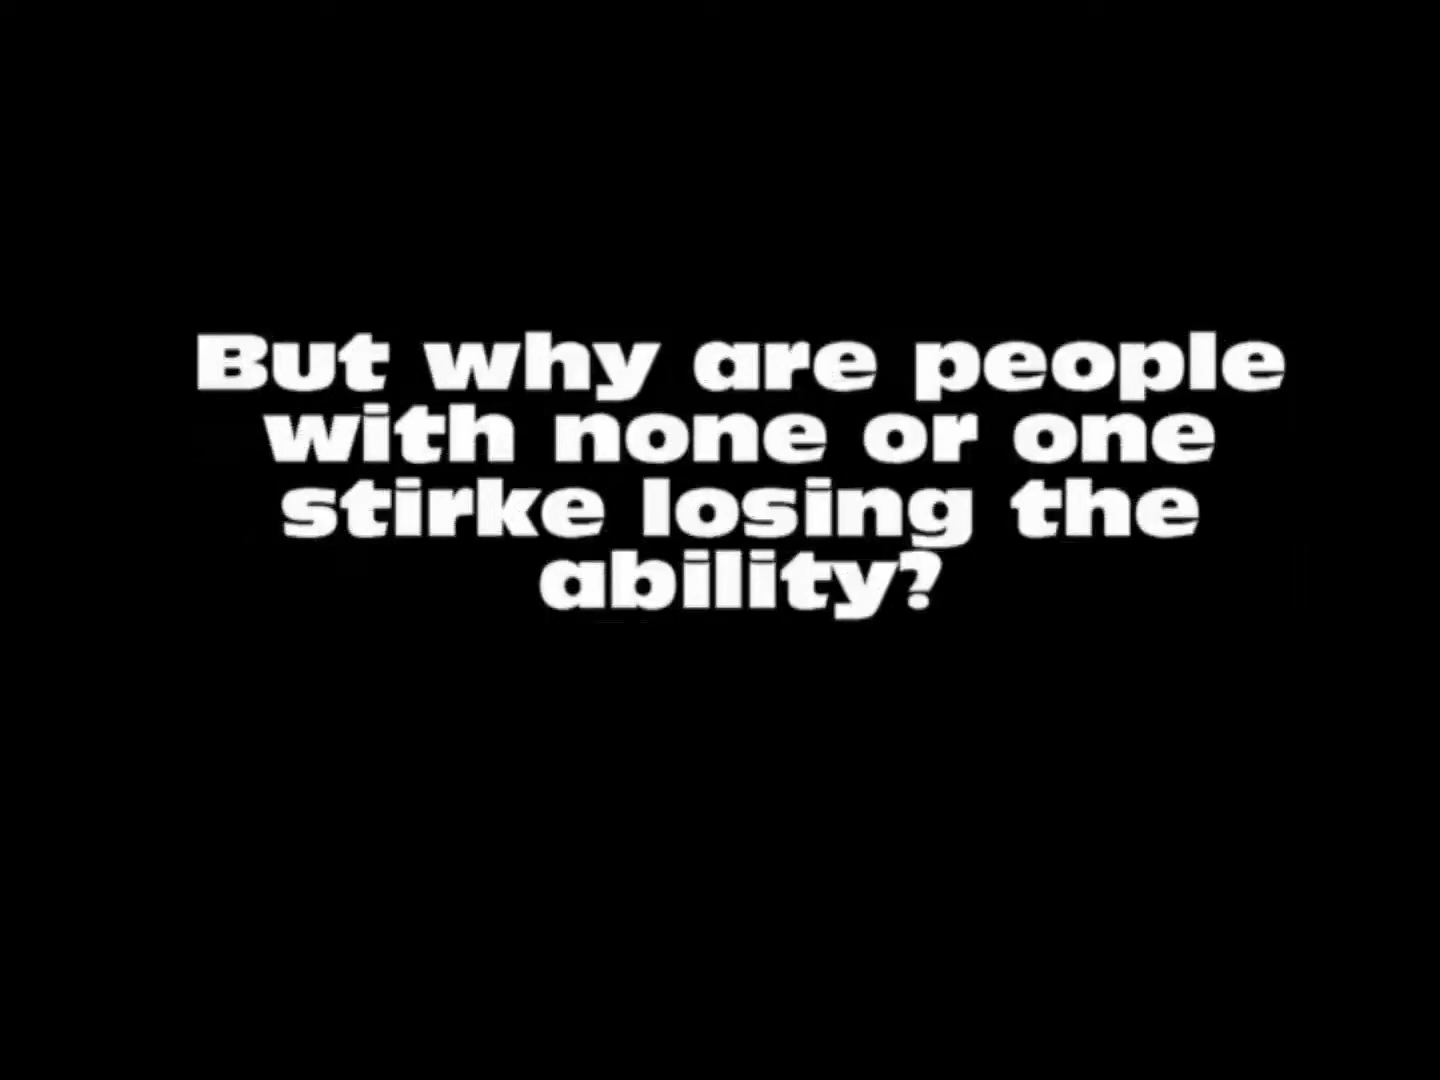 But why are people
with none or one
stirke losing the
ability?